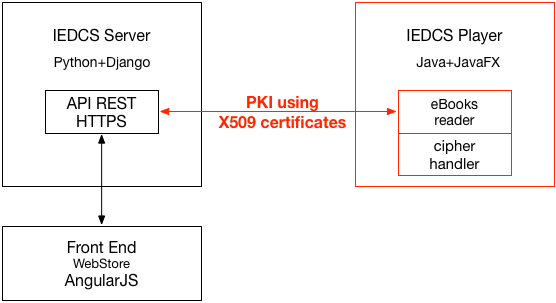 IEDCS Server
Python+Django
API REST
HTTPS
PKI using
X509 certificates
IEDCS Player
Java+JavaFX
eBooks
reader
cipher
handler
Front End
WebStore
AngularJS